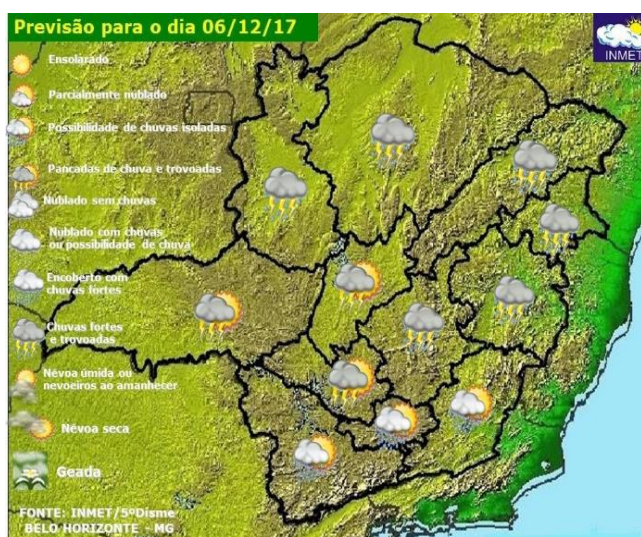 Previsão para o dia 06/12/17
INMET
Ensolarado
Parcialmente nublado
Possibilidade de chuvas isoladas
Pancadas de chuva e trovoadas
Nublado sem chuvas
Nublado com chuvas
ou possibilidade de chuva
Encoberto com
chuvas fortes
Chuvas fortes
e trovoadas
Névoa úmida ou
nevoeiros ao amanhecer
Névoa seca
Geada
FONTE: INMET/5ºDisme
BELO HORIZONTE - MG